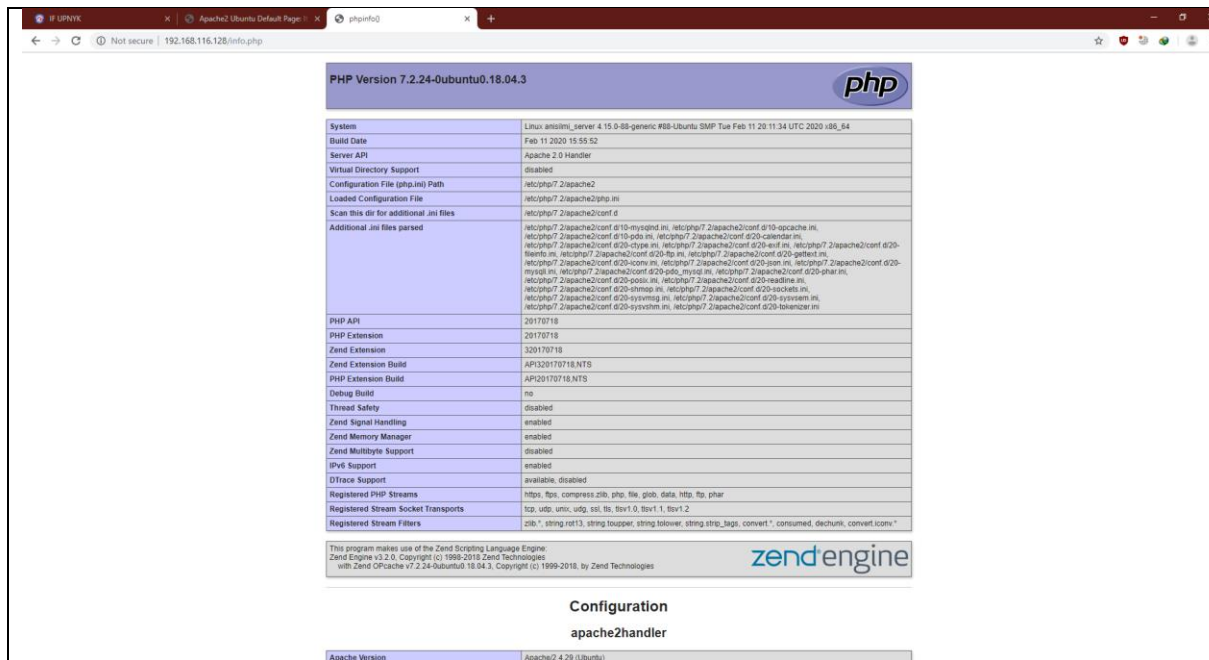 IF UPNYK
Apache2 Ubuntu Default Page: It
phpinfo()
Not secure | 192.168.116.128/info.php
PHP Version 7.2.24-0ubuntu0.18.04.3
php
System Linux anisilmi_server 4.15.0-88-generic #88-Ubuntu SMP Tue Feb 11 20:11:34 UTC 2020 x86_64
Build Date Feb 11 2020 15:55:52
Server API Apache 2.0 Handler
Virtual Directory Support disabled
Configuration File (php.ini) Path /etc/php/7.2/apache2
Loaded Configuration File /etc/php/7.2/apache2/php.ini
Scan this dir for additional .ini files /etc/php/7.2/apache2/conf.d
Additional .ini files parsed /etc/php/7.2/apache2/conf.d/10-mysqlnd.ini, /etc/php/7.2/apache2/conf.d/10-opcache.ini,
/etc/php/7.2/apache2/conf.d/10-pdo.ini, /etc/php/7.2/apache2/conf.d/20-calendar.ini,
/etc/php/7.2/apache2/conf.d/20-ctype.ini, /etc/php/7.2/apache2/conf.d/20-exif.ini, /etc/php/7.2/apache2/conf.d/20-
fileinfo.ini, /etc/php/7.2/apache2/conf.d/20-ftp.ini, /etc/php/7.2/apache2/conf.d/20-gettext.ini,
/etc/php/7.2/apache2/conf.d/20-iconv.ini, /etc/php/7.2/apache2/conf.d/20-json.ini, /etc/php/7.2/apache2/conf.d/20-
mysqli.ini, /etc/php/7.2/apache2/conf.d/20-pdo_mysql.ini, /etc/php/7.2/apache2/conf.d/20-phar.ini,
/etc/php/7.2/apache2/conf.d/20-posix.ini, /etc/php/7.2/apache2/conf.d/20-readline.ini,
/etc/php/7.2/apache2/conf.d/20-shmop.ini, /etc/php/7.2/apache2/conf.d/20-sockets.ini,
/etc/php/7.2/apache2/conf.d/20-sysvmsg.ini, /etc/php/7.2/apache2/conf.d/20-sysvsem.ini,
/etc/php/7.2/apache2/conf.d/20-sysvshm.ini, /etc/php/7.2/apache2/conf.d/20-tokenizer.ini
PHP API 20170718
PHP Extension 20170718
Zend Extension 320170718
Zend Extension Build API320170718,NTS
PHP Extension Build API20170718,NTS
Debug Build no
Thread Safety disabled
Zend Signal Handling enabled
Zend Memory Manager enabled
Zend Multibyte Support disabled
IPv6 Support enabled
DTrace Support available, disabled
Registered PHP Streams https, ftps, compress.zlib, php, file, glob, data, http, ftp, phar
Registered Stream Socket Transports tcp, udp, unix, udg, ssl, tls, tlsv1.0, tlsv1.1, tlsv1.2
Registered Stream Filters zlib.*, string.rot13, string.toupper, string.tolower, string.strip_tags, convert.*, consumed, dechunk, convert.iconv.*
This program makes use of the Zend Scripting Language Engine:
Zend Engine v3.2.0, Copyright (c) 1998-2018 Zend Technologies
with Zend OPcache v7.2.24-0ubuntu0.18.04.3, Copyright (c) 1999-2018, by Zend Technologies
zend engine
Configuration
apache2handler
Apache Version Apache/2.4.29 (Ubuntu)